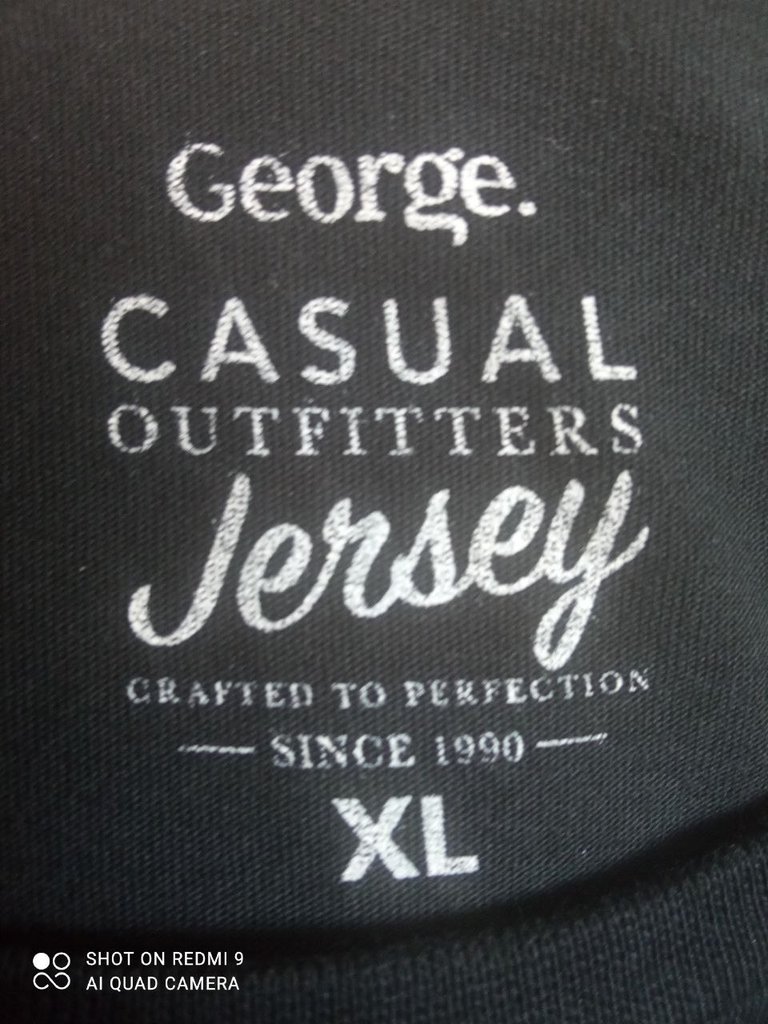 George.
CASUAL
OUTFITTERS
Jersey
CRAFTED TO PERFECTION
SINCE 1990
XL
SHOT ON REDMI 9
AI QUAD CAMERA